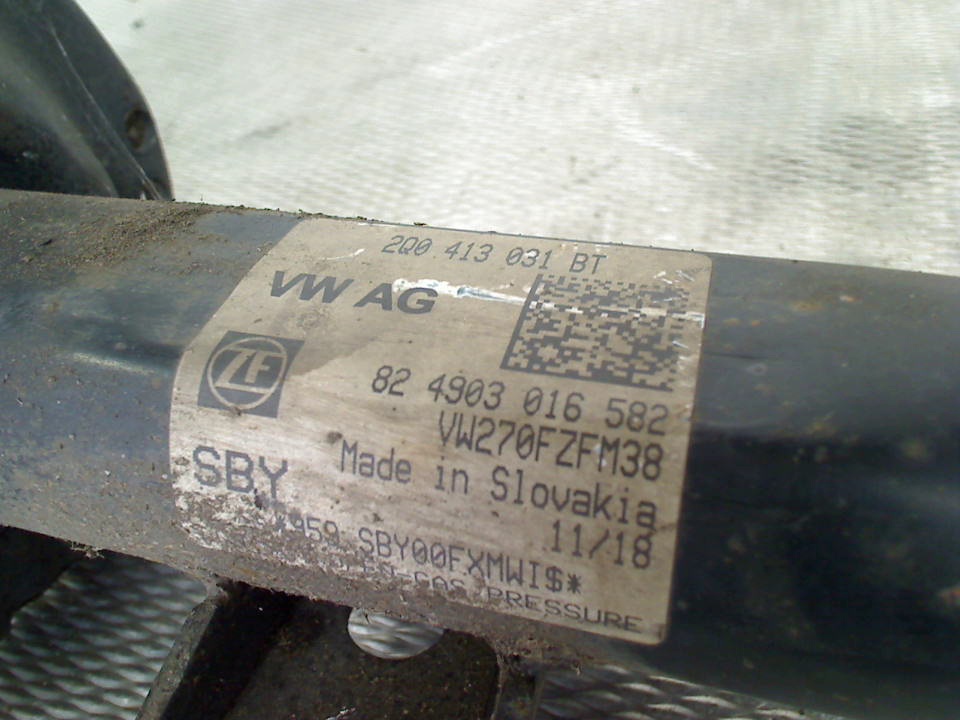 2Q0 413 031 BT
VW AG
ZF
82 4903 016 582
VW270FZFM38
SBY
Made in Slovakia
11/18
959 SBY00FXMWI$*
PRESSURE